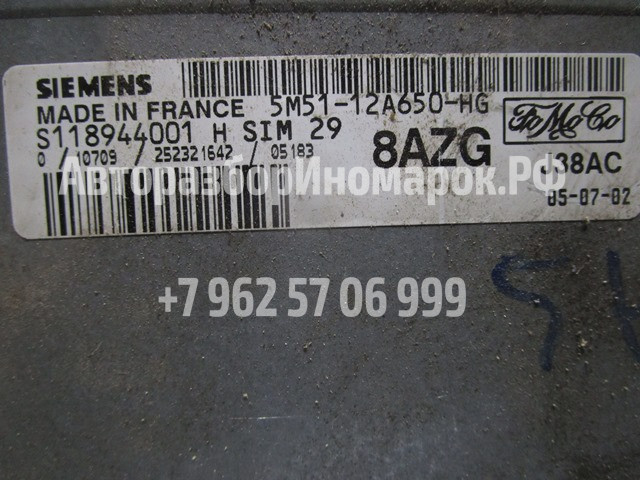 SIEMENS
MADE IN FRANCE 5M51-12A650-HG
S118944001 H SIM 29
0 / 10709 / 252321642 / 05183
8AZG
FoMoCo
J38AC
05-07-02
АвторазборИномарок.РФ
+7 962 57 06 999